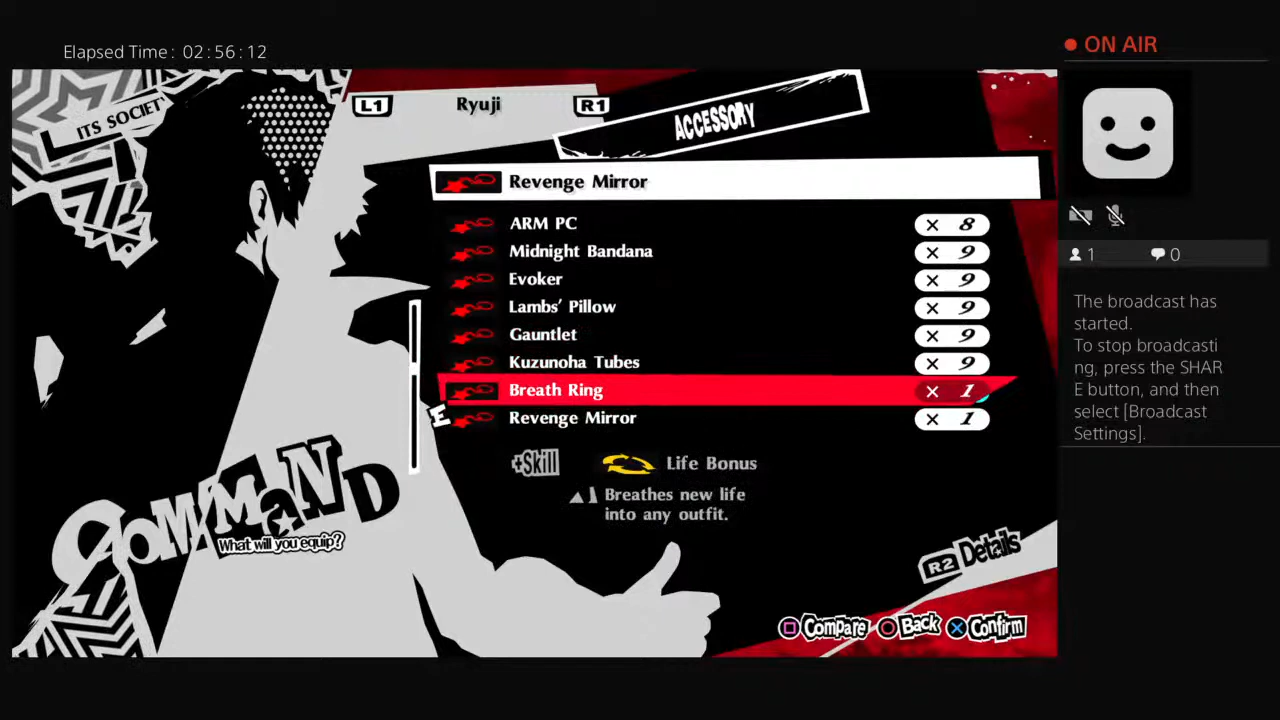 Elapsed Time: 02:56:12
ON AIR
ITS SOCIETY
L1 Ryuji R1
ACCESSORY
Revenge Mirror
ARM PC × 8
Midnight Bandana × 9
Evoker × 9
Lambs' Pillow × 9
Gauntlet × 9
Kuzunoha Tubes × 9
Breath Ring × 1
E Revenge Mirror × 1
+Skill Life Bonus
Breathes new life
into any outfit.
COMMAND
What will you equip?
R2 Details
Compare Back Confirm
1 0
The broadcast has
started.
To stop broadcasti
ng, press the SHAR
E button, and then
select [Broadcast
Settings].